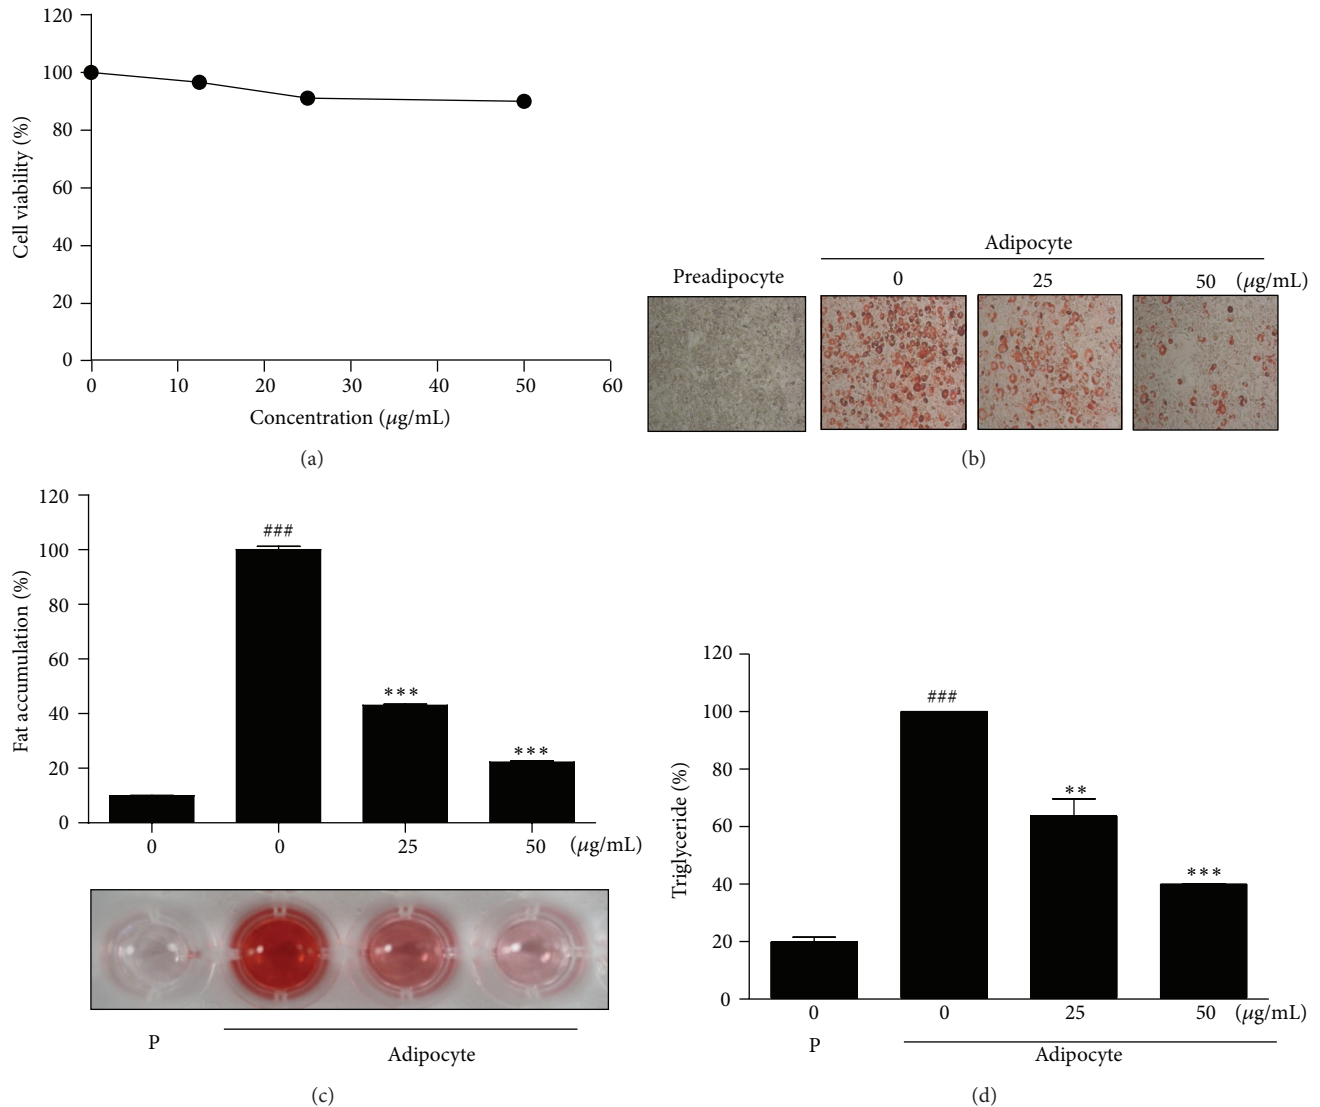 120
100
80
60
40
20
0
Cell viability (%)
0 10 20 30 40 50 60
Concentration (µg/mL)
(a)
Adipocyte
Preadipocyte 0 25 50 (µg/mL)
(b)
120
100
80
60
40
20
0
Fat accumulation (%)
###
***
***
0 0 25 50 (µg/mL)
P Adipocyte
(c)
120
100
80
60
40
20
0
Triglyceride (%)
###
**
***
0 0 25 50 (µg/mL)
P Adipocyte
(d)